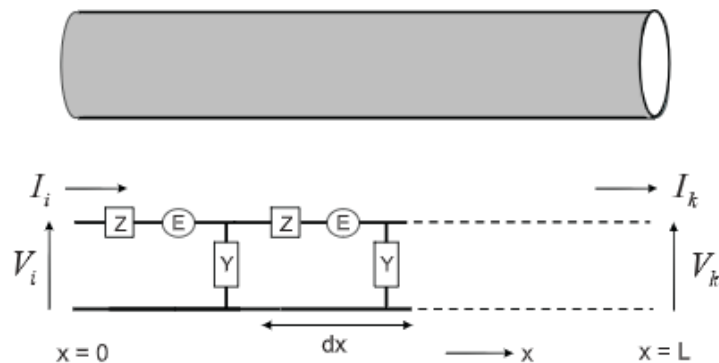 I_i I_k
Z E Z E
V_i Y Y V_k
dx
x = 0 x x = L